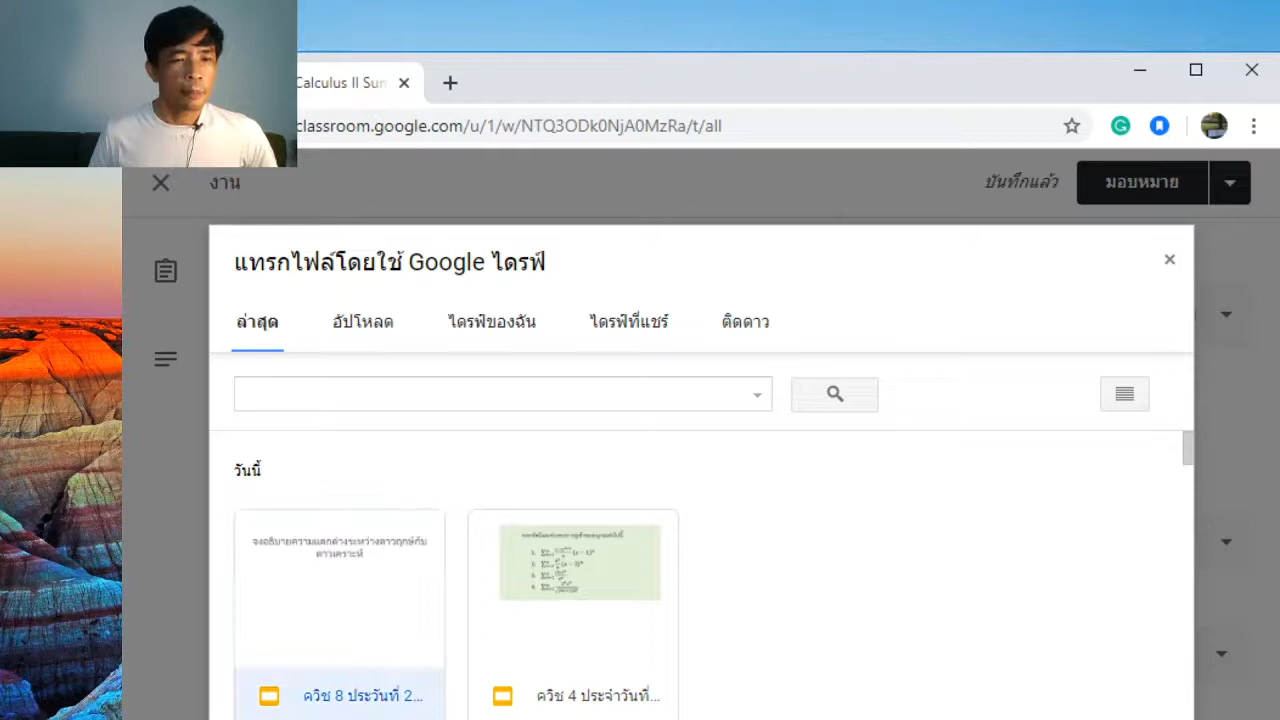 Calculus II Sun
classroom.google.com/u/1/w/NTQ3ODk0NjA0MzRa/t/all
งาน
บันทึกแล้ว
มอบหมาย
แทรกไฟล์โดยใช้ Google ไดรฟ์
ล่าสุด
อัปโหลด
ไดรฟ์ของฉัน
ไดรฟ์ที่แชร์
ติดดาว
วันนี้
จงอธิบายความแตกต่างระหว่างดาวฤกษ์กับ
ดาวเคราะห์
ควิช 8 ประวันที่ 2...
ควิช 4 ประจำวันที่...